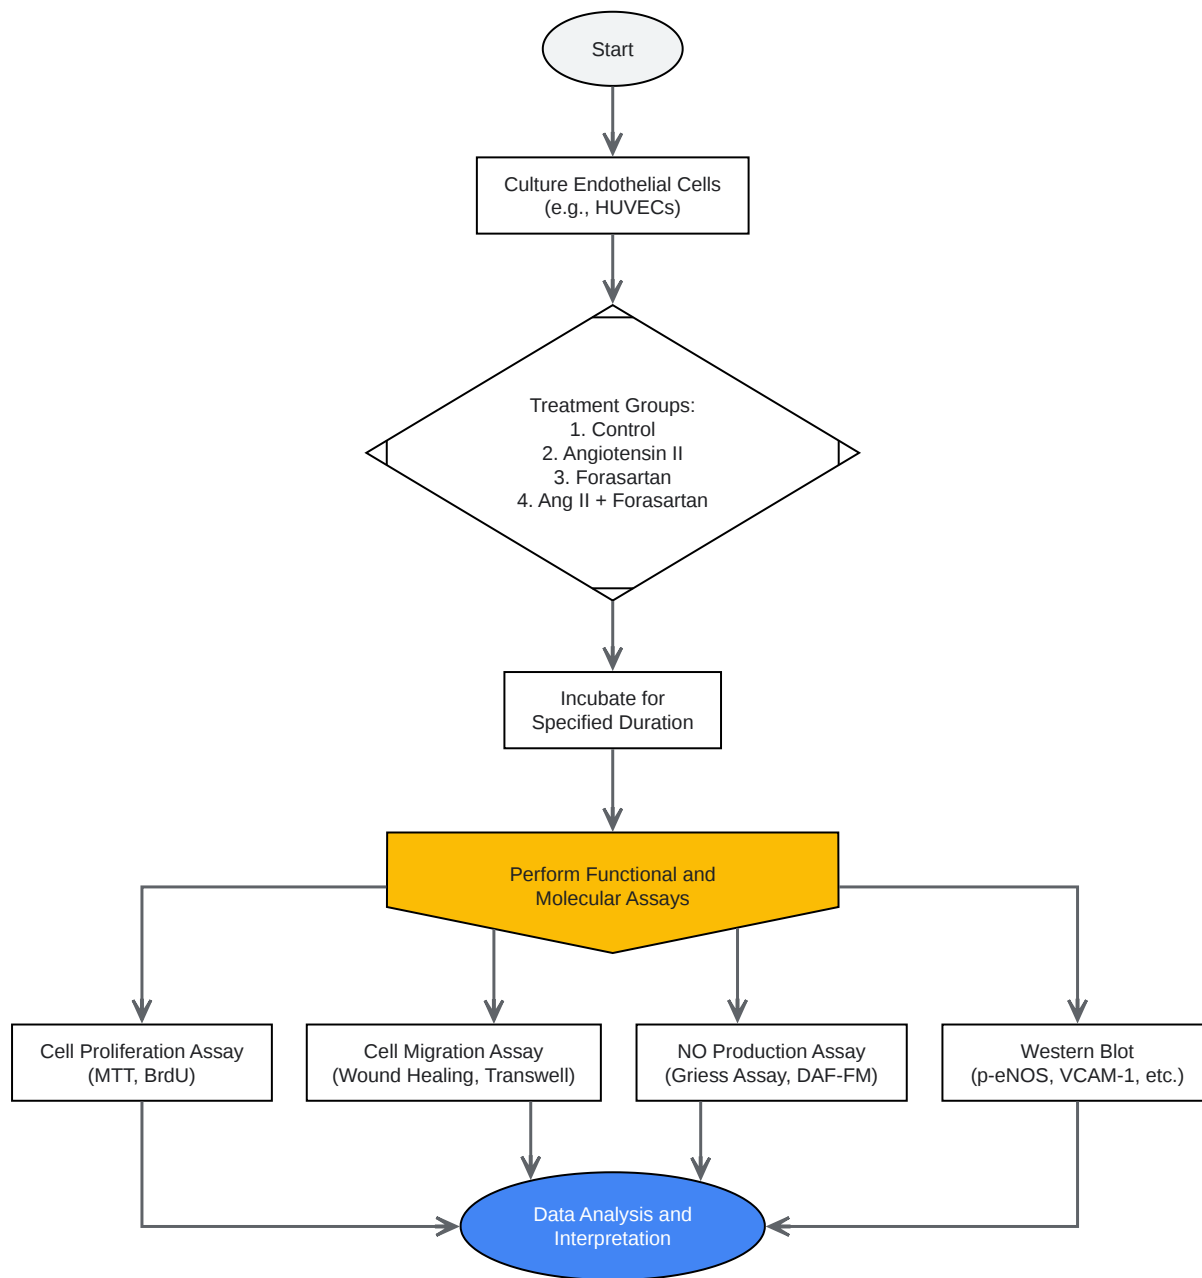 Start
Culture Endothelial Cells
(e.g., HUVECs)
Treatment Groups:
1. Control
2. Angiotensin II
3. Forasartan
4. Ang II + Forasartan
Incubate for
Specified Duration
Perform Functional and
Molecular Assays
Cell Proliferation Assay
(MTT, BrdU)
Cell Migration Assay
(Wound Healing, Transwell)
NO Production Assay
(Griess Assay, DAF-FM)
Western Blot
(p-eNOS, VCAM-1, etc.)
Data Analysis and
Interpretation